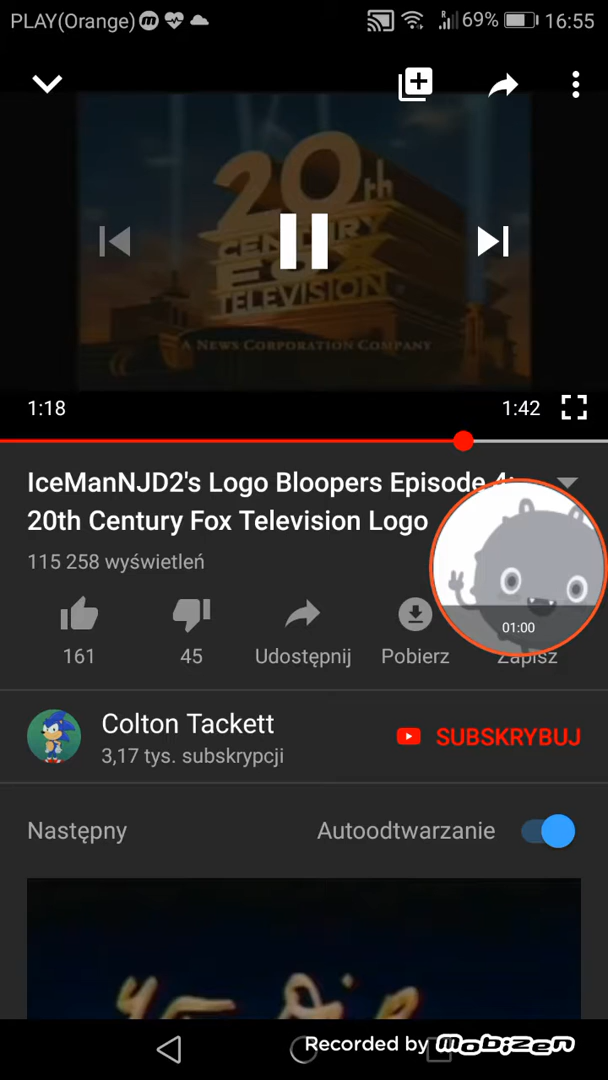 PLAY(Orange)
R
69%
16:55
20th
CENTURY
FOX
TELEVISION
A NEWS CORPORATION COMPANY
1:18
1:42
IceManNJD2's Logo Bloopers Episode 4:
20th Century Fox Television Logo
115 258 wyświetleń
01:00
161
45
Udostępnij
Pobierz
Zapisz
Colton Tackett
3,17 tys. subskrypcji
SUBSKRYBUJ
Następny
Autoodtwarzanie
Recorded by mobizen